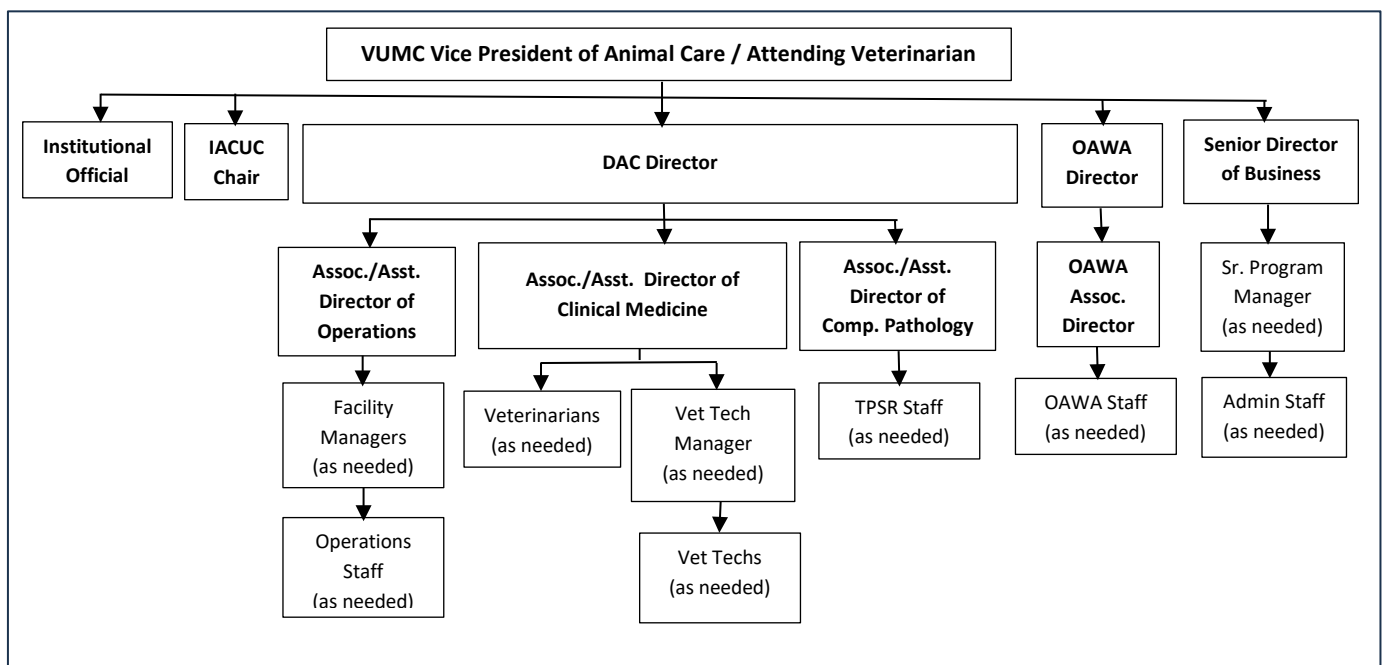 VUMC Vice President of Animal Care / Attending Veterinarian
Institutional
Official
IACUC
Chair
DAC Director
OAWA
Director
Senior Director
of Business
Assoc./Asst.
Director of
Operations
Assoc./Asst. Director of
Clinical Medicine
Assoc./Asst.
Director of
Comp. Pathology
OAWA
Assoc.
Director
Sr. Program
Manager
(as needed)
Facility
Managers
(as needed)
Veterinarians
(as needed)
Vet Tech
Manager
(as needed)
TPSR Staff
(as needed)
OAWA Staff
(as needed)
Admin Staff
(as needed)
Operations
Staff
(as needed)
Vet Techs
(as needed)